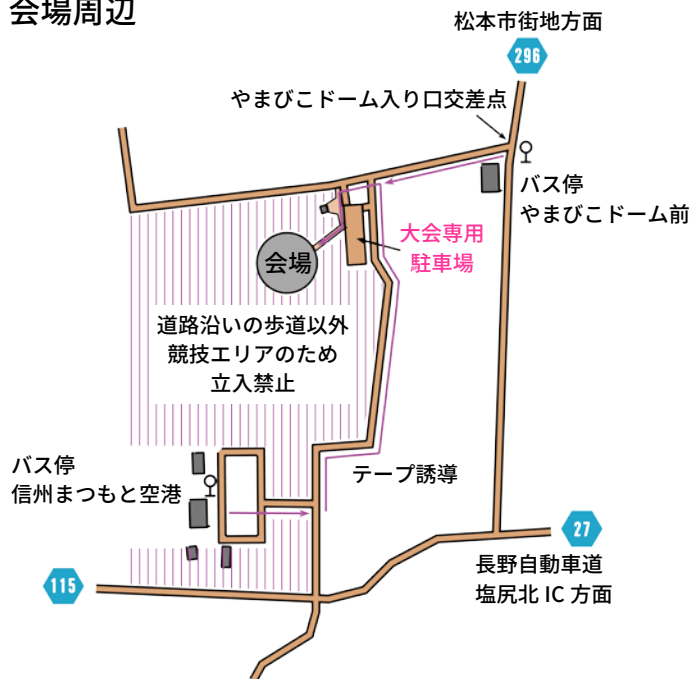 会場周辺
松本市街地方面
296
やまびこドーム入り口交差点
バス停
やまびこドーム前
大会専用
駐車場
会場
道路沿いの歩道以外
競技エリアのため
立入禁止
バス停
信州まつもと空港
テープ誘導
27
長野自動車道
塩尻北 IC 方面
115